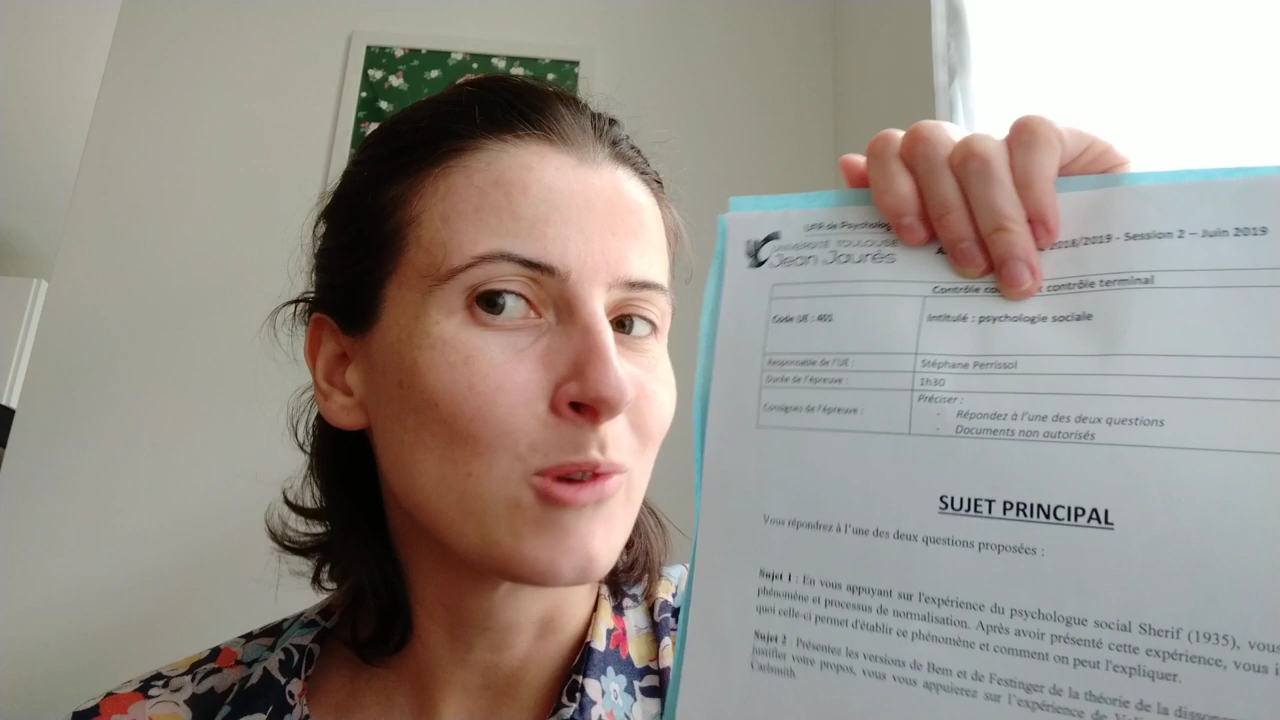 UFR de Psycholog
UNIVERSITÉ TOULOUSE
Jean Jaurès
2018/2019 - Session 2 – Juin 2019
Contrôle co t contrôle terminal
Code UE : 401
Intitulé : psychologie sociale
Responsable de l'UE :
Stéphane Perrissol
Durée de l'épreuve :
1h30
Consignes de l'épreuve :
Préciser :
- Répondez à l'une des deux questions
- Documents non autorisés
SUJET PRINCIPAL
Vous répondrez à l'une des deux questions proposées :
Sujet 1 : En vous appuyant sur l'expérience du psychologue social Sherif (1935), vous
phénomène et processus de normalisation. Après avoir présenté cette expérience, vous
quoi celle-ci permet d'établir ce phénomène et comment on peut l'expliquer.
Sujet 2 : Présentez les versions de Bem et de Festinger de la théorie de la disson
justifier votre propos, vous vous appuierez sur l'expérience de
Carlsmith